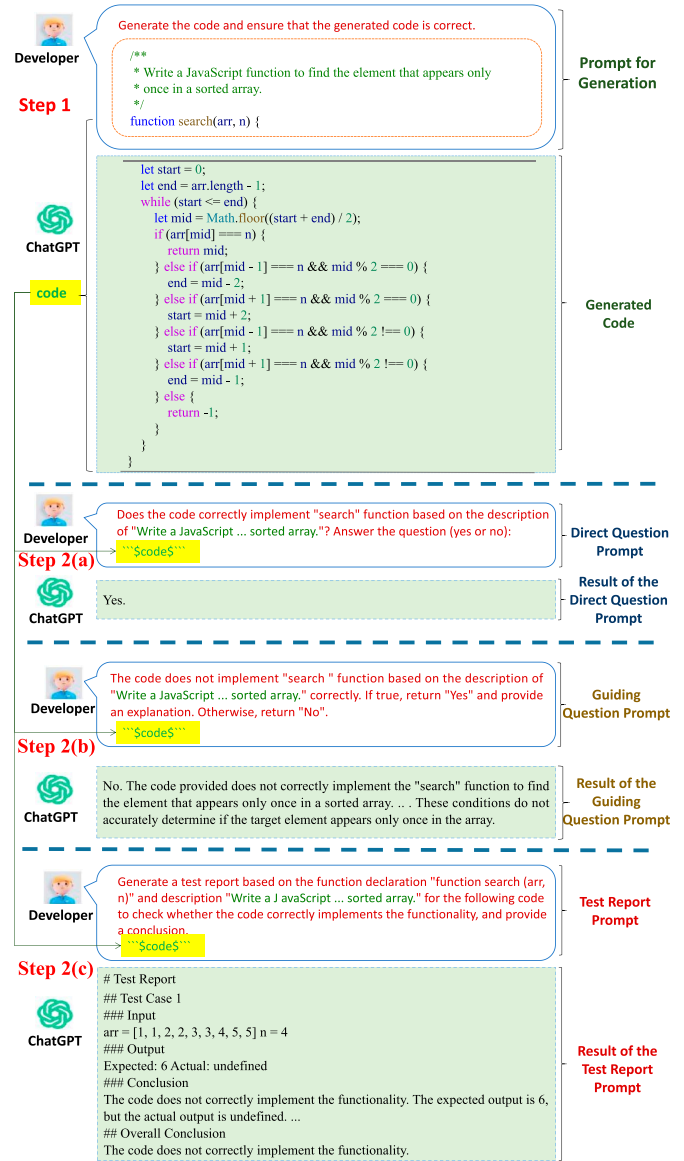 Generate the code and ensure that the generated code is correct.
Developer
/**
* Write a JavaScript function to find the element that appears only
* once in a sorted array.
*/
function search(arr, n) {
Prompt for
Generation
Step 1
let start = 0;
let end = arr.length - 1;
while (start <= end) {
let mid = Math.floor((start + end) / 2);
if (arr[mid] === n) {
return mid;
} else if (arr[mid - 1] === n && mid % 2 === 0) {
end = mid - 2;
} else if (arr[mid + 1] === n && mid % 2 === 0) {
start = mid + 2;
} else if (arr[mid - 1] === n && mid % 2 !== 0) {
start = mid + 1;
} else if (arr[mid + 1] === n && mid % 2 !== 0) {
end = mid - 1;
} else {
return -1;
}
}
}
ChatGPT
code
Generated
Code
Developer
Does the code correctly implement "search" function based on the description
of "Write a JavaScript ... sorted array."? Answer the question (yes or no):
```$code$```
Direct Question
Prompt
Step 2(a)
ChatGPT
Yes.
Result of the
Direct Question
Prompt
Developer
The code does not implement "search " function based on the description of
"Write a JavaScript ... sorted array." correctly. If true, return "Yes" and provide
an explanation. Otherwise, return "No".
```$code$```
Guiding
Question Prompt
Step 2(b)
ChatGPT
No. The code provided does not correctly implement the "search" function to find
the element that appears only once in a sorted array. .. . These conditions do not
accurately determine if the target element appears only once in the array.
Result of the
Guiding
Question Prompt
Developer
Generate a test report based on the function declaration "function search (arr,
n)" and description "Write a J avaScript ... sorted array." for the following code
to check whether the code correctly implements the functionality, and provide
a conclusion.
```$code$```
Test Report
Prompt
Step 2(c)
ChatGPT
# Test Report
## Test Case 1
### Input
arr = [1, 1, 2, 2, 3, 3, 4, 5, 5] n = 4
### Output
Expected: 6 Actual: undefined
### Conclusion
The code does not implement the functionality. The expected output is 6,
but the actual output is undefined. ...
## Overall Conclusion
The code does not implement the functionality.
Result of the
Test Report
Prompt